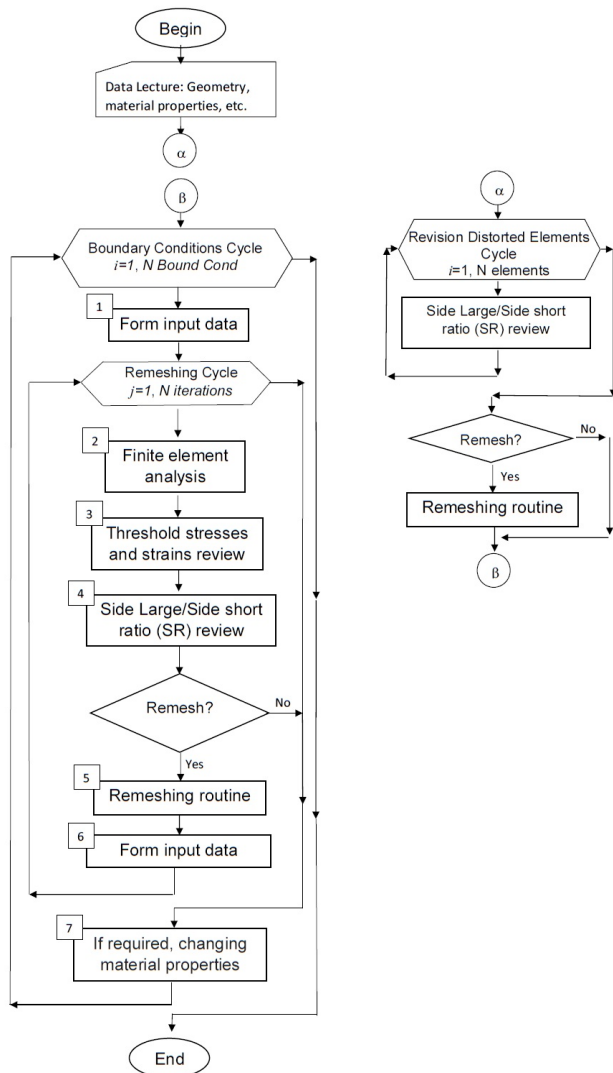 Begin
Data Lecture: Geometry,
material properties, etc.
α
β
Boundary Conditions Cycle
i=1, N Bound Cond
1
Form input data
Remeshing Cycle
j=1, N iterations
2
Finite element
analysis
3
Threshold stresses
and strains review
4
Side Large/Side short
ratio (SR) review
Remesh?
No
Yes
5
Remeshing routine
6
Form input data
7
If required, changing
material properties
End
α
Revision Distorted Elements
Cycle
i=1, N elements
Side Large/Side short
ratio (SR) review
Remesh?
No
Yes
Remeshing routine
β